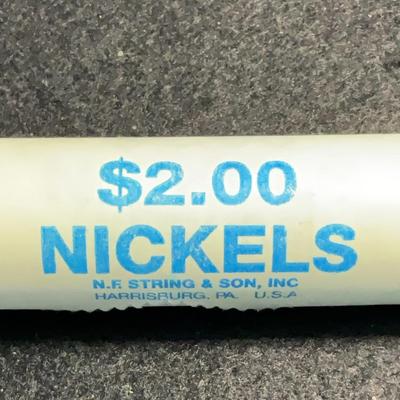 $2.00
NICKELS
N.F. STRING & SON, INC
HARRISBURG, PA. U.S.A